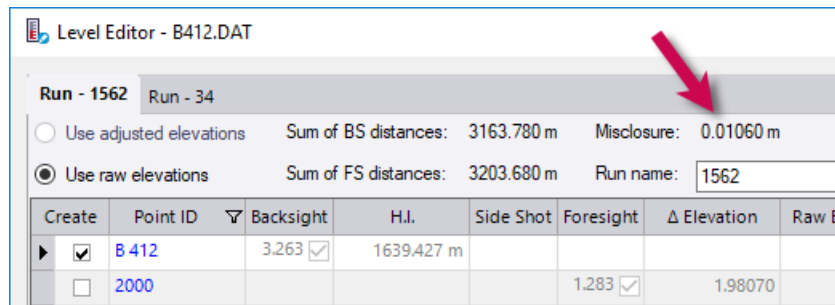 Level Editor - B412.DAT
Run - 1562 Run - 34
Use adjusted elevations Sum of BS distances: 3163.780 m Misclosure: 0.01060 m
Use raw elevations Sum of FS distances: 3203.680 m Run name: 1562
Create Point ID Backsight H.I. Side Shot Foresight Δ Elevation Raw
B 412 3.263 1639.427 m
2000 1.283 1.98070